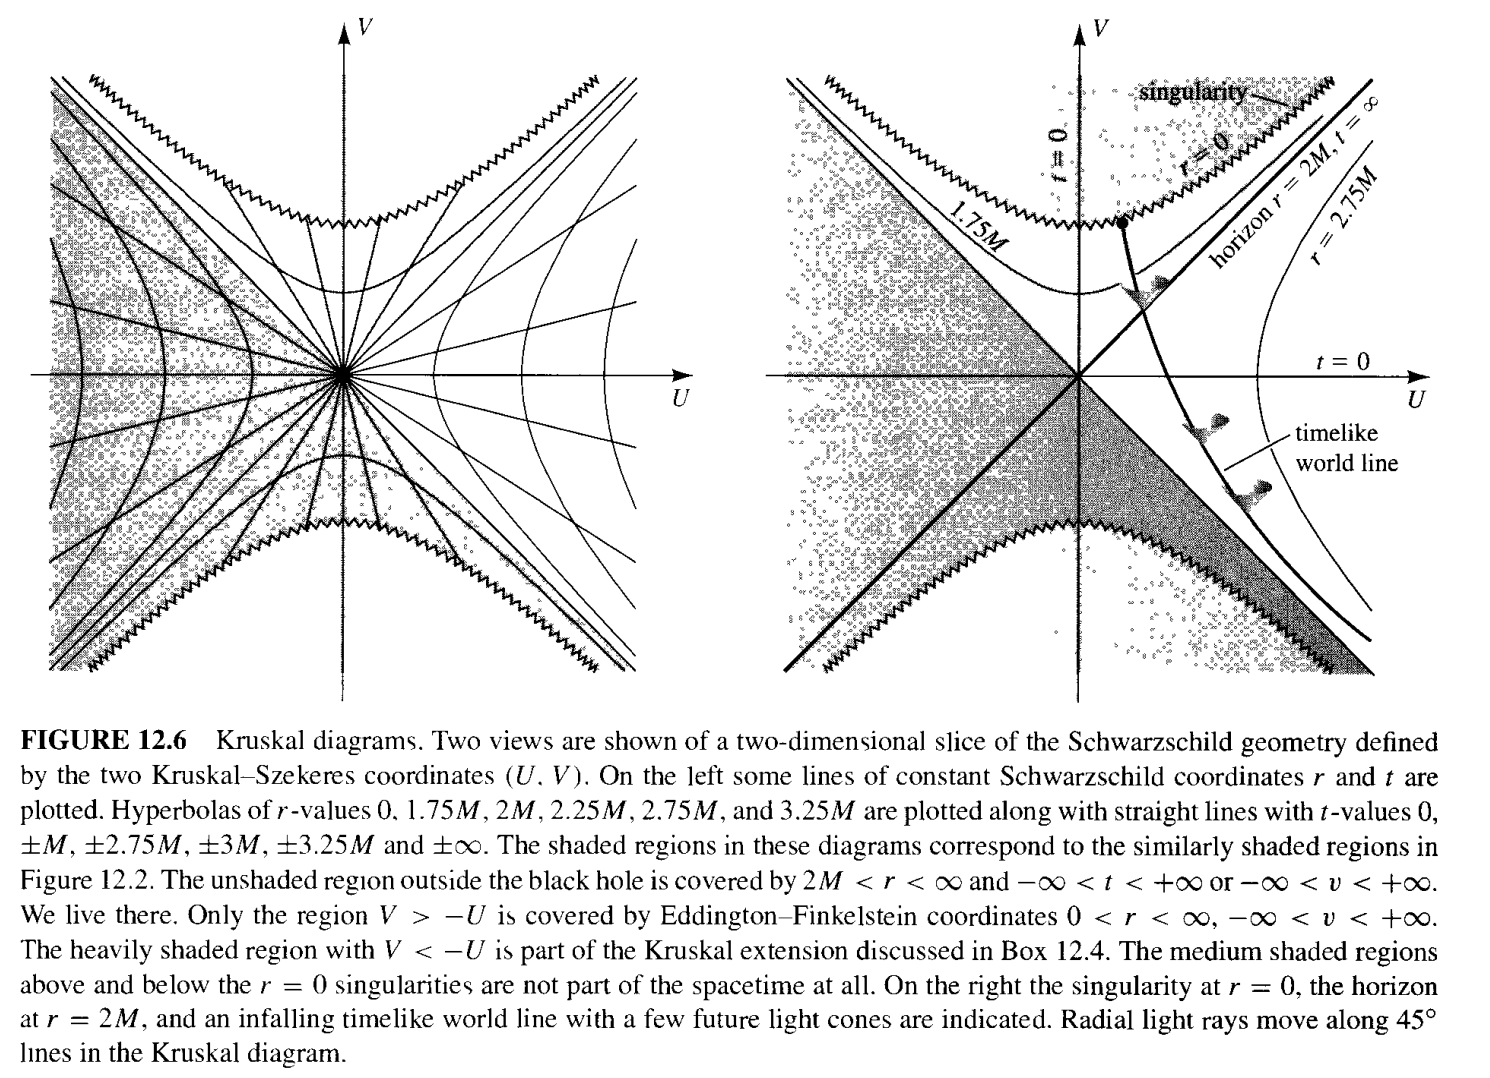 V
U
V
singularity
t = 0
r = 0
horizon r = 2M, t = ∞
r = 2.75M
1.75M
t = 0
U
timelike
world line
FIGURE 12.6 Kruskal diagrams. Two views are shown of a two-dimensional slice of the Schwarzschild geometry defined
by the two Kruskal–Szekeres coordinates (U, V). On the left some lines of constant Schwarzschild coordinates r and t are
plotted. Hyperbolas of r-values 0, 1.75M, 2M, 2.25M, 2.75M, and 3.25M are plotted along with straight lines with t-values 0,
±M, ±2.75M, ±3M, ±3.25M and ±∞. The shaded regions in these diagrams correspond to the similarly shaded regions in
Figure 12.2. The unshaded region outside the black hole is covered by 2M < r < ∞ and −∞ < t < +∞ or −∞ < v < +∞.
We live there. Only the region V > −U is covered by Eddington–Finkelstein coordinates 0 < r < ∞, −∞ < v < +∞.
The heavily shaded region with V < −U is part of the Kruskal extension discussed in Box 12.4. The medium shaded regions
above and below the r = 0 singularities are not part of the spacetime at all. On the right the singularity at r = 0, the horizon
at r = 2M, and an infalling timelike world line with a few future light cones are indicated. Radial light rays move along 45°
lines in the Kruskal diagram.